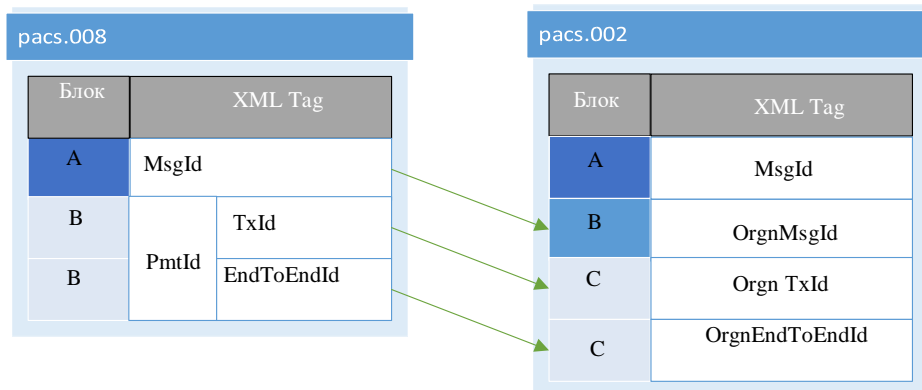 pacs.008
Блок XML Tag
A MsgId
B TxId
PmtId
B EndToEndId
pacs.002
Блок XML Tag
A MsgId
B OrgnMsgId
C Orgn TxId
C OrgnEndToEndId